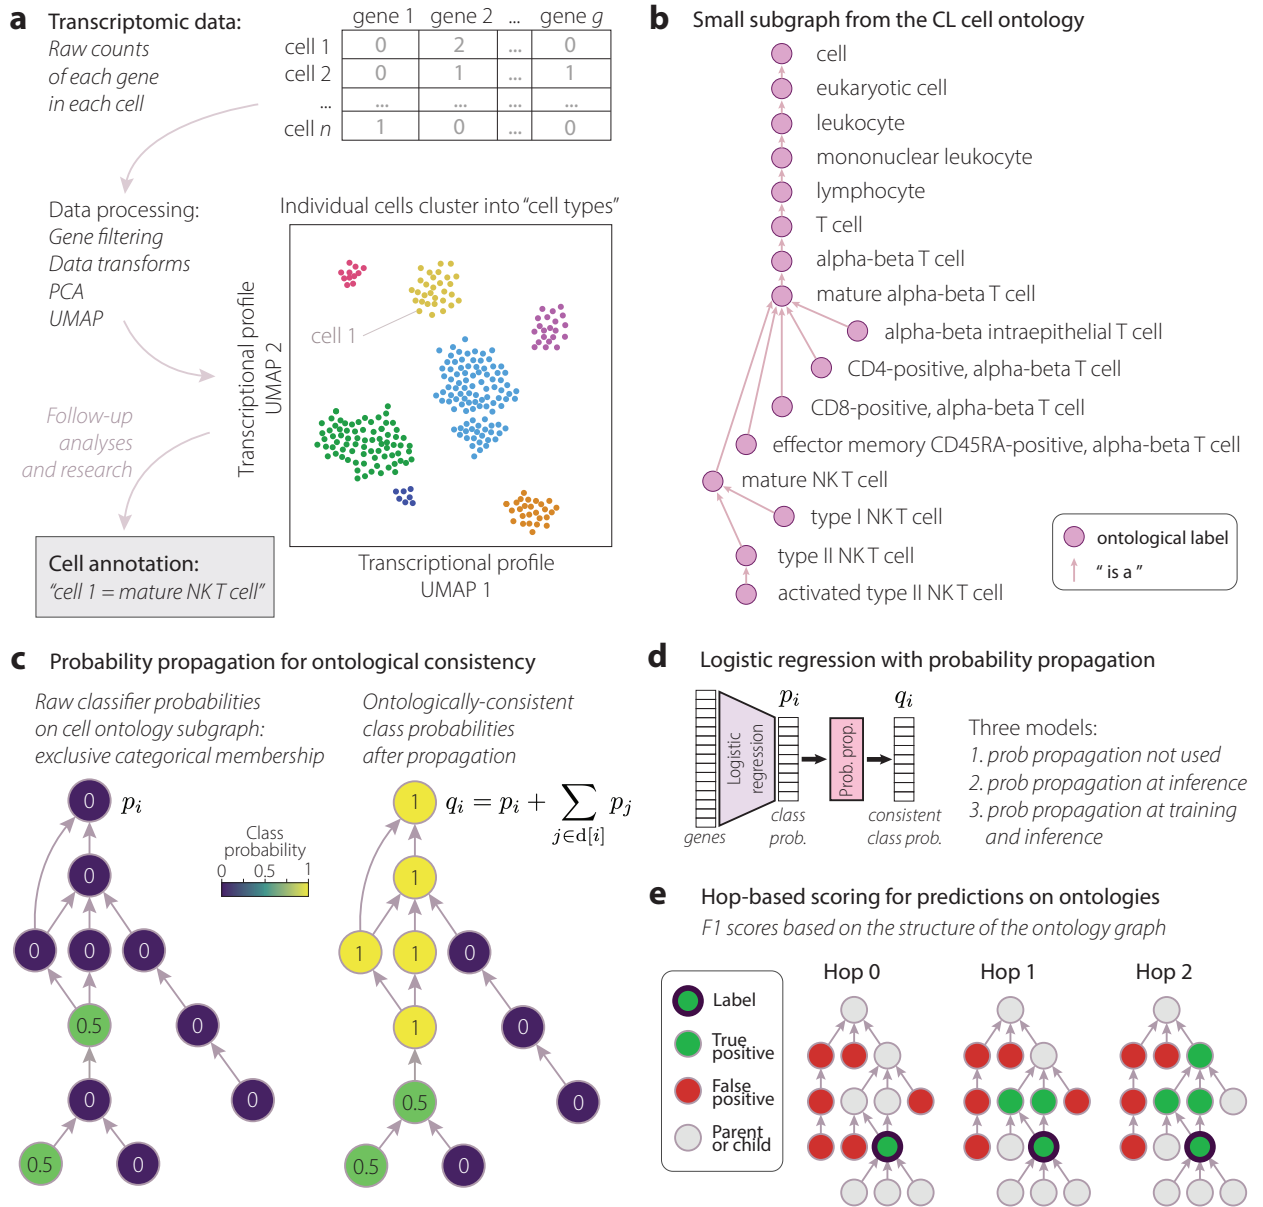 a
Transcriptomic data:
Raw counts
of each gene
in each cell
gene 1 gene 2 ... gene g
cell 1 0 2 ... 0
cell 2 0 1 ... 1
... ... ... ... ...
cell n 1 0 ... 0
Data processing:
Gene filtering
Data transforms
PCA
UMAP
Individual cells cluster into “cell types”
cell 1
Transcriptional profile
UMAP 2
Transcriptional profile
UMAP 1
Follow-up
analyses
and research
Cell annotation:
“cell 1 = mature NK T cell”
b
Small subgraph from the CL cell ontology
cell
eukaryotic cell
leukocyte
mononuclear leukocyte
lymphocyte
T cell
alpha-beta T cell
mature alpha-beta T cell
alpha-beta intraepithelial T cell
CD4-positive, alpha-beta T cell
CD8-positive, alpha-beta T cell
effector memory CD45RA-positive, alpha-beta T cell
mature NK T cell
type I NK T cell
type II NK T cell
activated type II NK T cell
ontological label
“ is a ”
c
Probability propagation for ontological consistency
Raw classifier probabilities
on cell ontology subgraph:
exclusive categorical membership
0 p_i
0
0 0 0
0.5 0
0 0
0.5 0
Class
probability
0 0.5 1
Ontologically-consistent
class probabilities
after propagation
1 q_i = p_i + ∑ p_j
j∈d[i]
1
1 1 0
1 0
0.5 0
0.5 0
d
Logistic regression with probability propagation
genes
Logistic
regression
p_i
class
prob.
Prob. prop.
q_i
consistent
class prob.
Three models:
1. prob propagation not used
2. prob propagation at inference
3. prob propagation at training
and inference
e
Hop-based scoring for predictions on ontologies
F1 scores based on the structure of the ontology graph
Label
True
positive
False
positive
Parent
or child
Hop 0 Hop 1 Hop 2